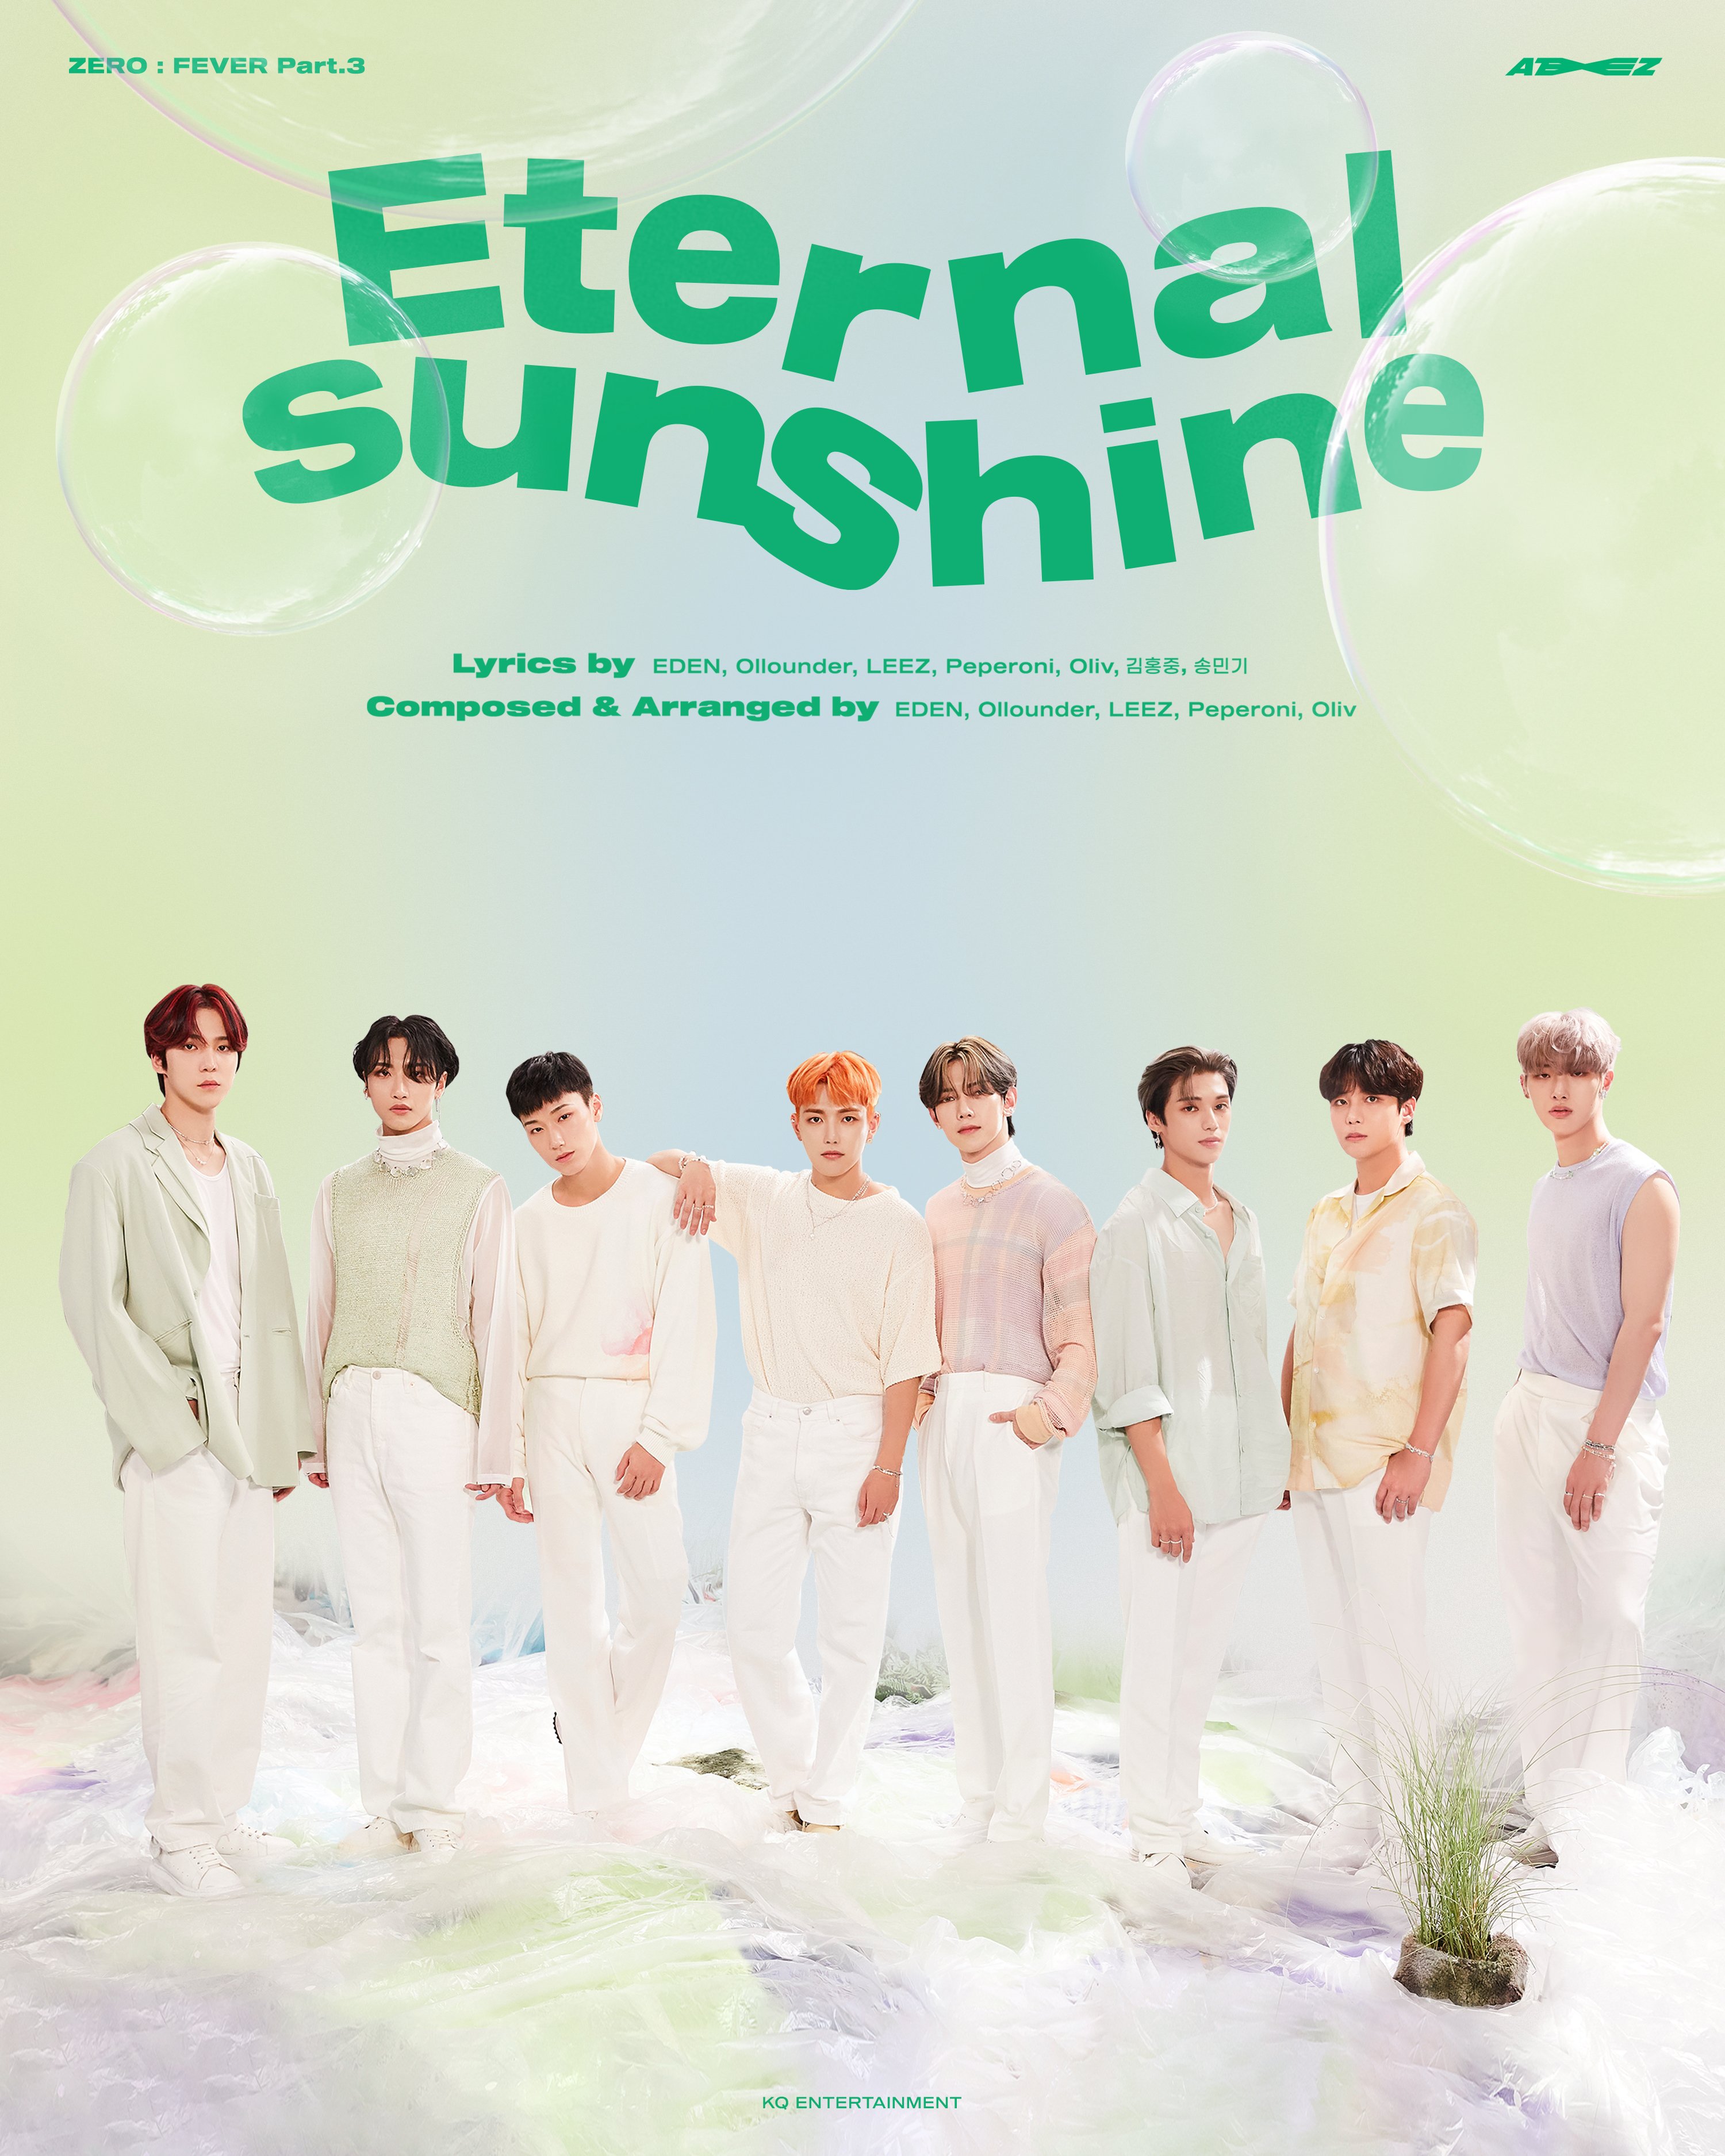 ZERO : FEVER Part.3
ATEEZ
Eternal
sunshine
Lyrics by EDEN, Ollounder, LEEZ, Peperoni, Oliv, 김홍중, 송민기
Composed & Arranged by EDEN, Ollounder, LEEZ, Peperoni, Oliv
KQ ENTERTAINMENT